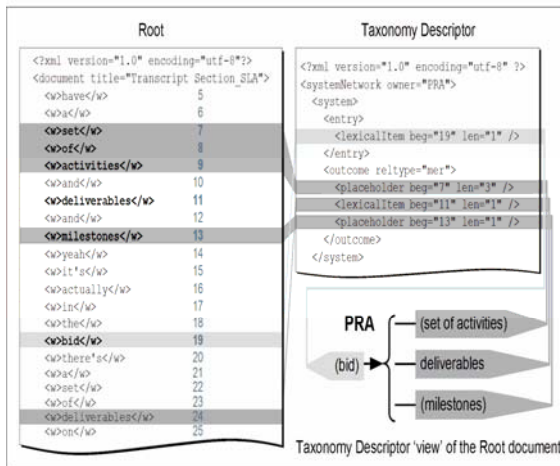 Root
<?xml version="1.0" encoding="utf-8"?>
<document title="Transcript Section_SLA">
<w>have</w> 5
<w>a</w> 6
<w>set</w> 7
<w>of</w> 8
<w>activities</w> 9
<w>and</w> 10
<w>deliverables</w> 11
<w>and</w> 12
<w>milestones</w> 13
<w>yeah</w> 14
<w>it's</w> 15
<w>actually</w> 16
<w>in</w> 17
<w>the</w> 18
<w>bid</w> 19
<w>there's</w> 20
<w>a</w> 21
<w>set</w> 22
<w>of</w> 23
<w>deliverables</w> 24
<w>on</w> 25
Taxonomy Descriptor
<?xml version="1.0" encoding="utf-8" ?>
<systemNetwork owner="PRA">
<system>
<entry>
<lexicalItem beg="19" len="1" />
</entry>
<outcome reltype="mer">
<placeholder beg="7" len="3" />
<lexicalItem beg="11" len="1" />
<placeholder beg="13" len="1" />
</outcome>
</system>
PRA
(set of activities)
(bid)
deliverables
(milestones)
Taxonomy Descriptor 'view' of the Root document